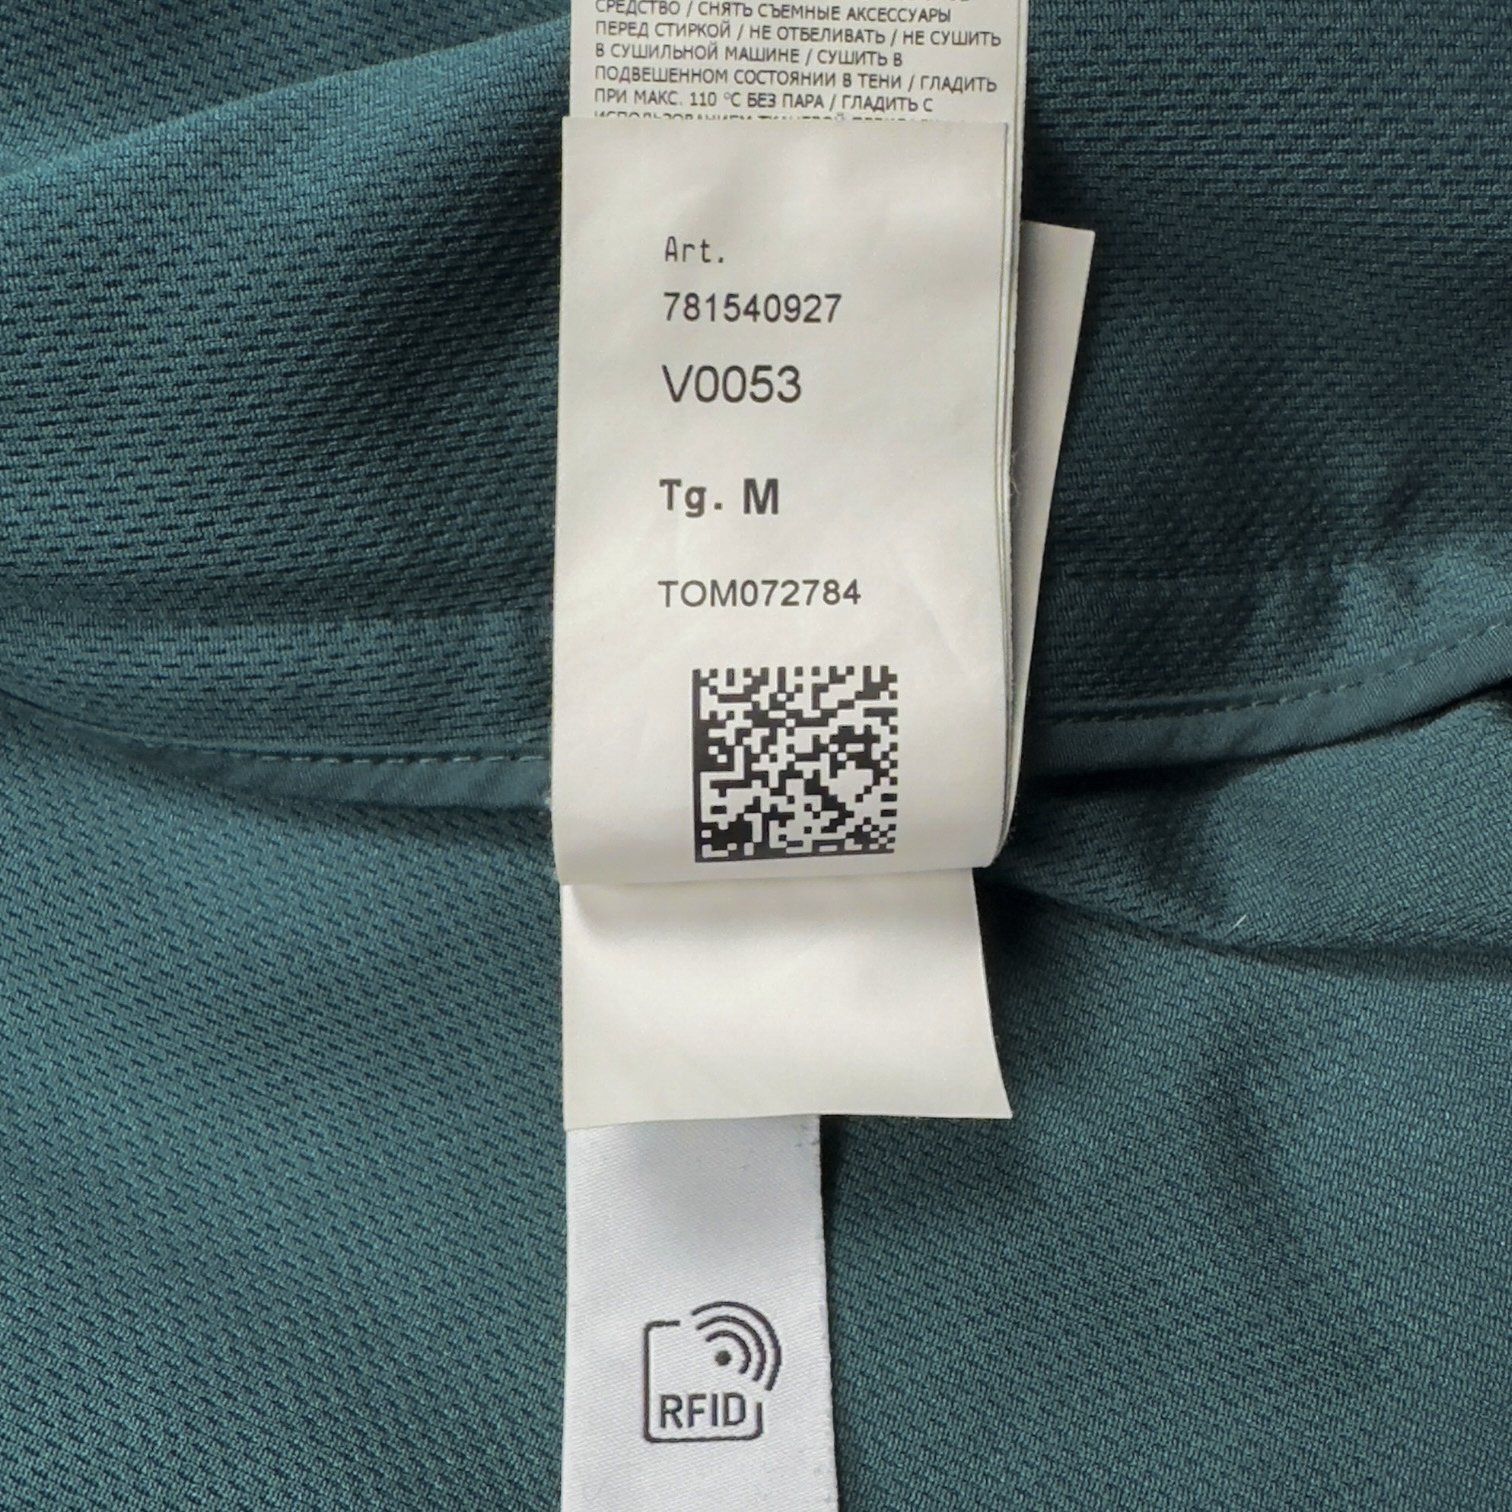 СРЕДСТВО / СНЯТЬ СЪЕМНЫЕ АКСЕССУАРЫ
ПЕРЕД СТИРКОЙ / НЕ ОТБЕЛИВАТЬ / НЕ СУШИТЬ
В СУШИЛЬНОЙ МАШИНЕ / СУШИТЬ В
ПОДВЕШЕННОМ СОСТОЯНИИ В ТЕНИ / ГЛАДИТЬ
ПРИ МАКС. 110 °C БЕЗ ПАРА / ГЛАДИТЬ С
Art.
781540927
V0053
Tg. M
TOM072784
RFID